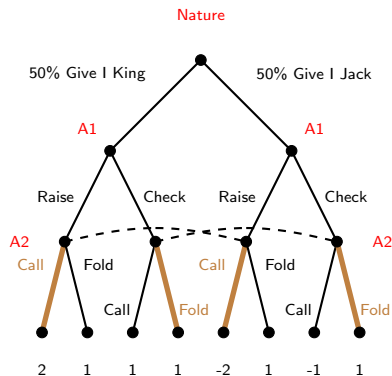 Nature
50% Give I King
50% Give I Jack
A1
A1
Raise
Check
Raise
Check
A2
A2
Call
Fold
Call
Fold
Call
Fold
Call
Fold
2
1
1
1
-2
1
-1
1